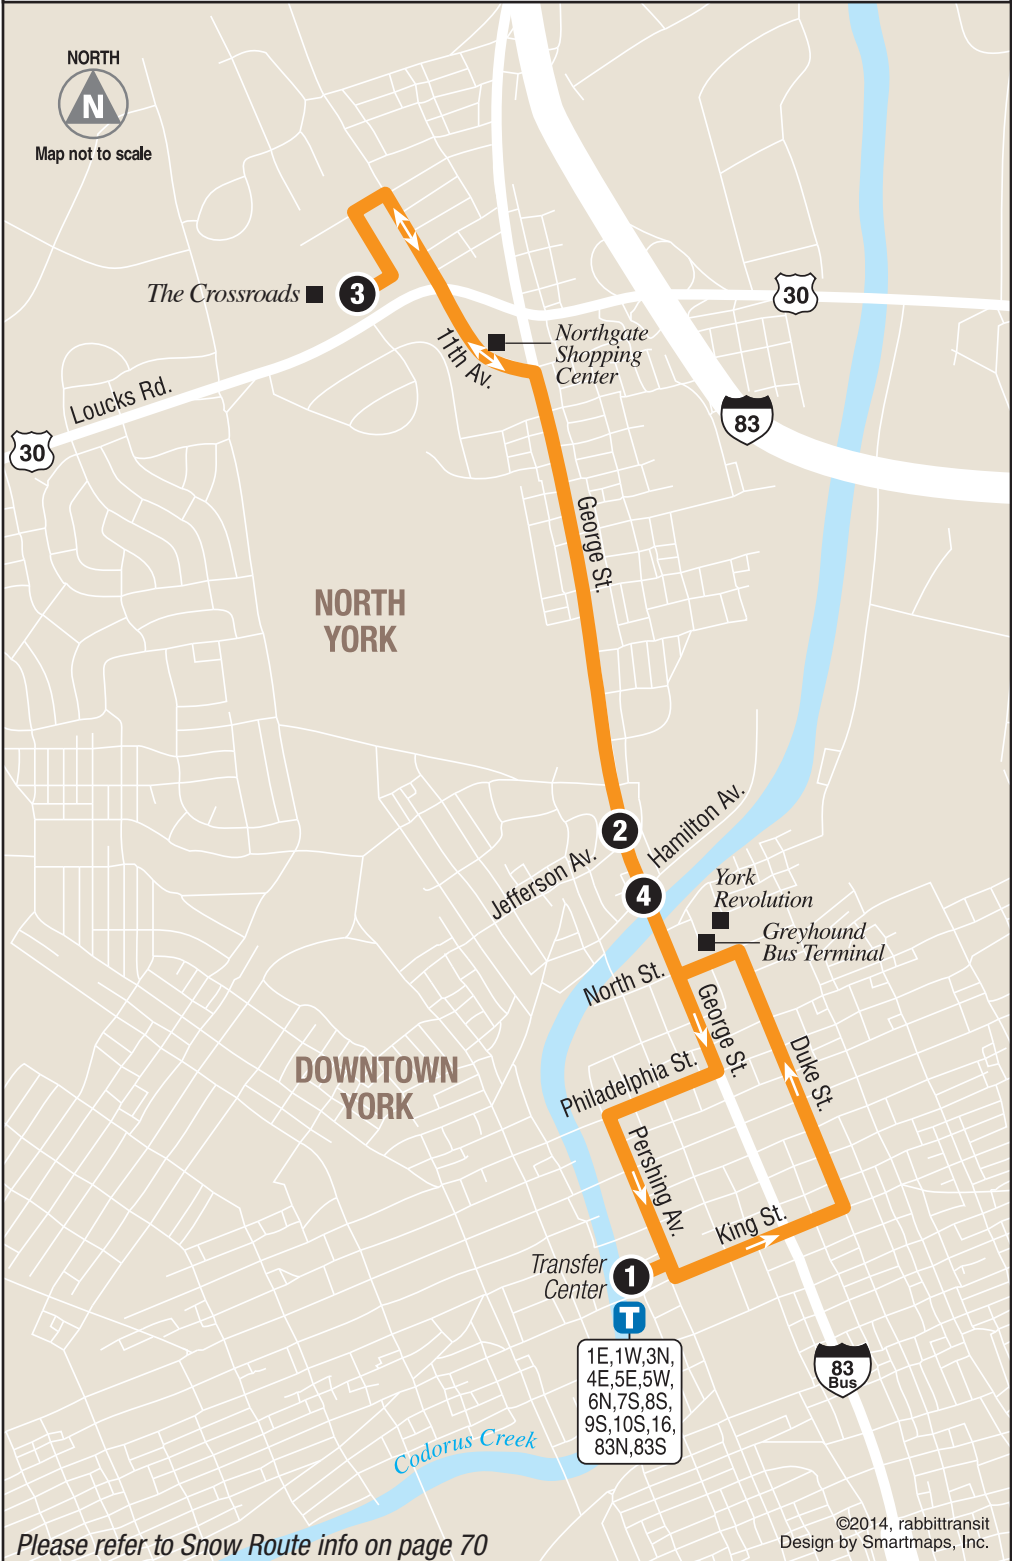 NORTH
N
Map not to scale
The Crossroads
3
30
Northgate
Shopping
Center
11th Av.
Loucks Rd.
83
30
George St.
NORTH
YORK
2
Hamilton Av.
Jefferson Av.
4
York
Revolution
Greyhound
Bus Terminal
North St.
George St.
Duke St.
DOWNTOWN
YORK
Philadelphia St.
Pershing Av.
King St.
Transfer
Center
1
T
1E,1W,3N,
4E,5E,5W,
6N,7S,8S,
9S,10S,16,
83N,83S
83
Bus
Codorus Creek
Please refer to Snow Route info on page 70
©2014, rabbittransit
Design by Smartmaps, Inc.